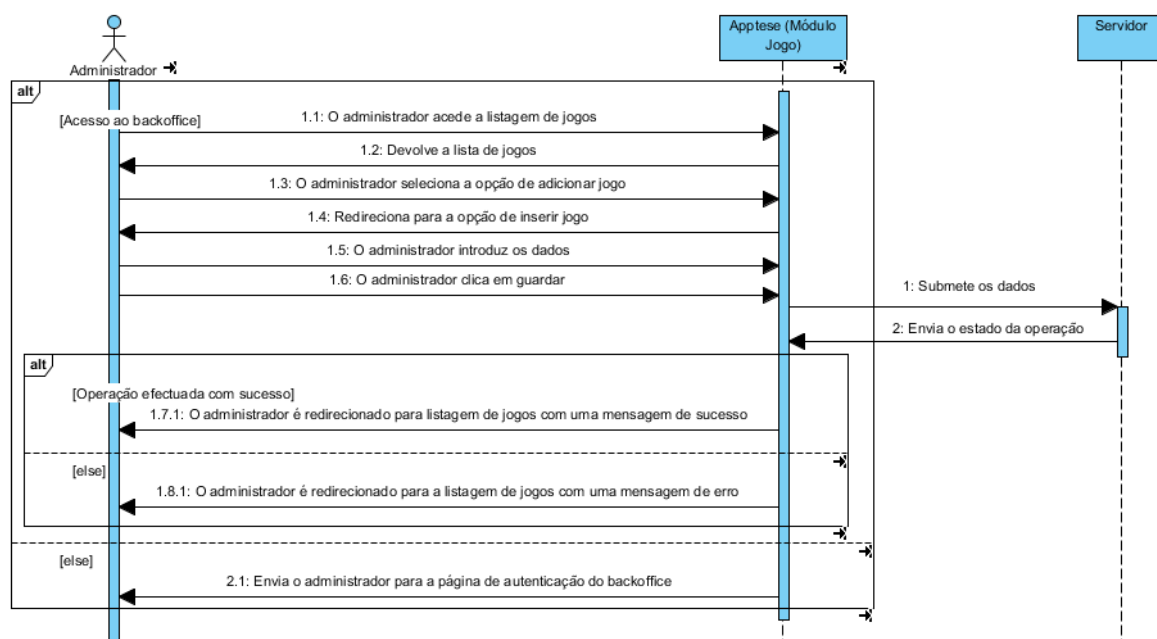 Administrador
Apptese (Módulo
Jogo)
Servidor
alt
[Acesso ao backoffice]
1.1: O administrador acede a listagem de jogos
1.2: Devolve a lista de jogos
1.3: O administrador seleciona a opção de adicionar jogo
1.4: Redireciona para a opção de inserir jogo
1.5: O administrador introduz os dados
1.6: O administrador clica em guardar
1: Submete os dados
2: Envia o estado da operação
alt
[Operação efectuada com sucesso]
1.7.1: O administrador é redirecionado para listagem de jogos com uma mensagem de sucesso
[else]
1.8.1: O administrador é redirecionado para a listagem de jogos com uma mensagem de erro
[else]
2.1: Envia o administrador para a página de autenticação do backoffice